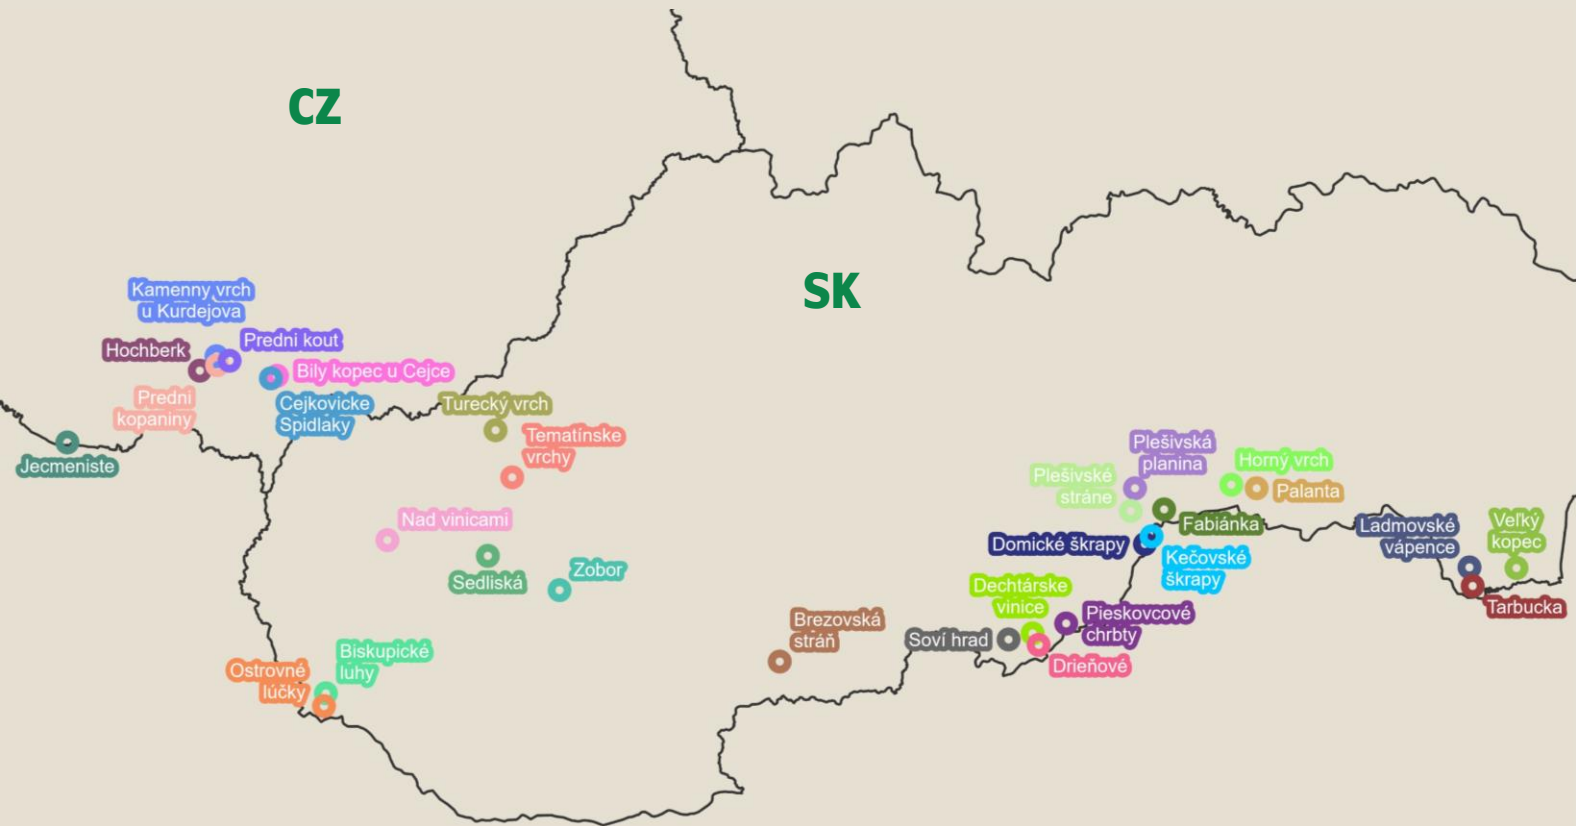 CZ
SK
Kamenny vrch
u Kurdejova
Hochberk
Predni kout
Bily kopec u Cejce
Predni
kopaniny
Cejkovicke
Spidlaky
Jecmeniste
Turecký vrch
Tematínske
vrchy
Nad vinicami
Sedliská
Zobor
Biskupické
luhy
Ostrovné
lúčky
Brezovská
stráň
Soví hrad
Dechtárske
vinice
Pieskovcové
chrbty
Drieňové
Plešivská
planina
Plešivské
stráne
Horný vrch
Palanta
Fabiánka
Domické škrapy
Kečovské
škrapy
Ladmovské
vápence
Veľký
kopec
Tarbucka